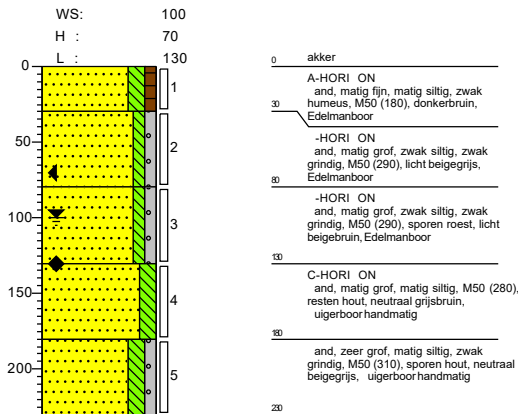 WS: 100
H : 70
L : 130
0
50
100
150
200
1
2
3
4
5
0 akker
A-HORI ON
and, matig fijn, matig siltig, zwak
humeus, M50 (180), donkerbruin,
Edelmanboor
30
-HORI ON
and, matig grof, zwak siltig, zwak
grindig, M50 (290), licht beigegrijs,
Edelmanboor
80
-HORI ON
and, matig grof, zwak siltig, zwak
grindig, M50 (290), sporen roest, licht
beigebruin, Edelmanboor
130
C-HORI ON
and, matig grof, matig siltig, M50 (280),
resten hout, neutraal grijsbruin,
uigerboor handmatig
180
and, zeer grof, matig siltig, zwak
grindig, M50 (310), sporen hout, neutraal
beigegrijs, uigerboor handmatig
230